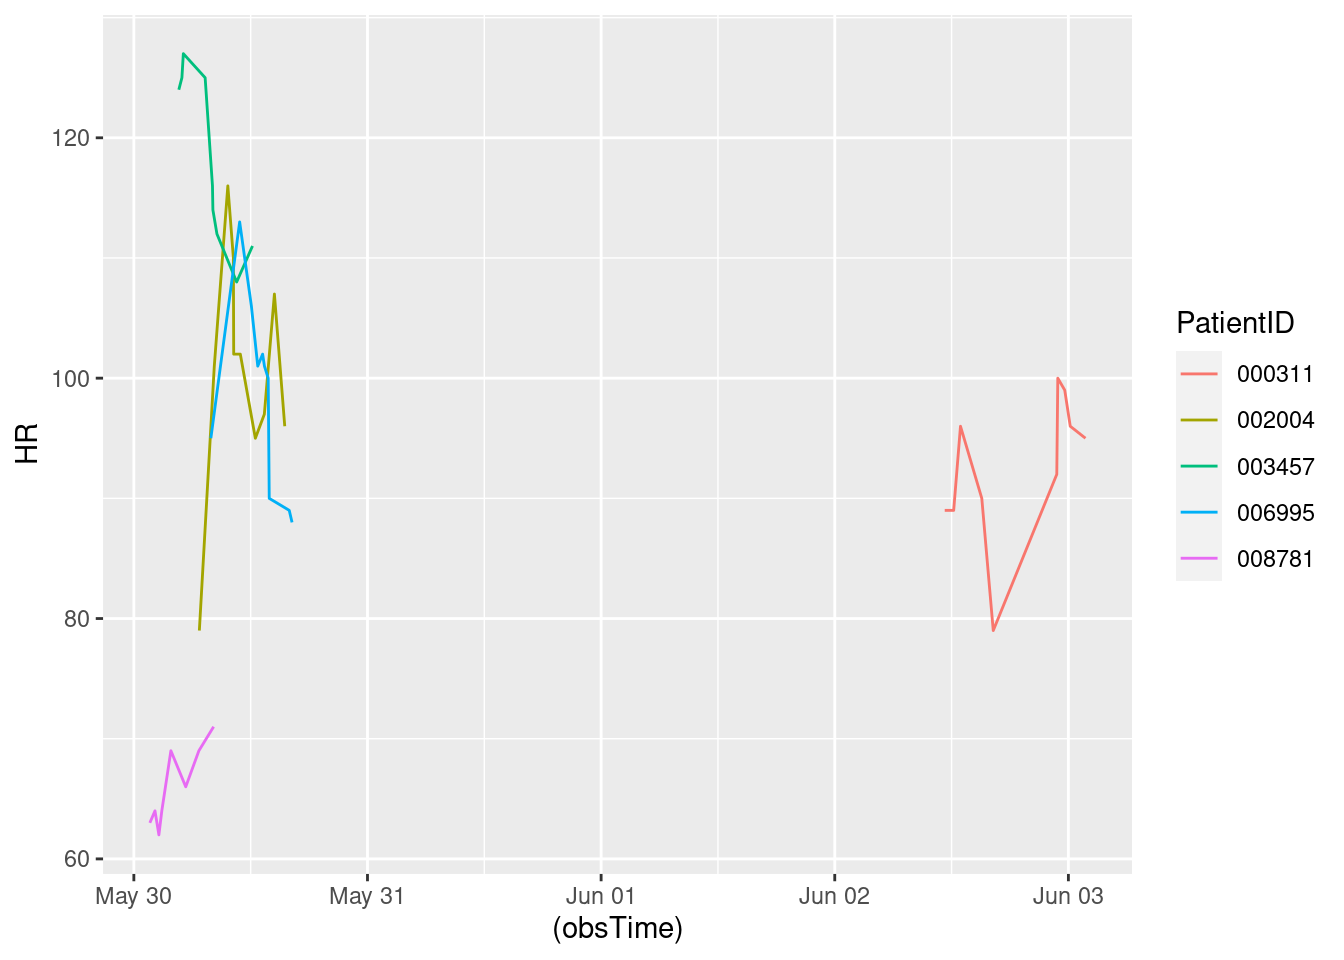 HR
120
100
80
60
May 30
May 31
Jun 01
Jun 02
Jun 03
(obsTime)
PatientID
000311
002004
003457
006995
008781